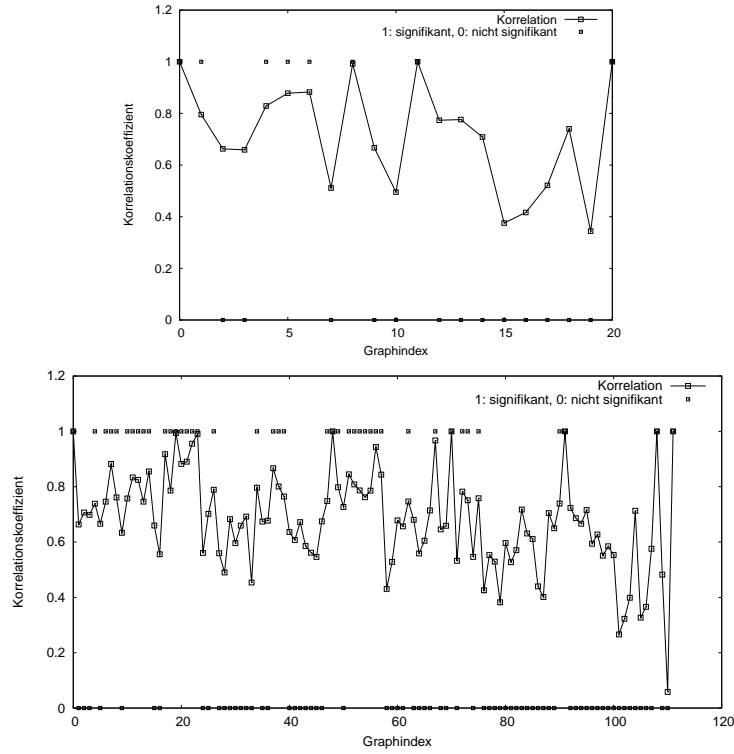 1.2
Korrelation
1: signifikant, 0: nicht signifikant
1
0.8
0.6
0.4
0.2
0
Korrelationskoeffizient
0 5 10 15 20
Graphindex
1.2
Korrelation
1: signifikant, 0: nicht signifikant
1
0.8
0.6
0.4
0.2
0
Korrelationskoeffizient
0 20 40 60 80 100 120
Graphindex